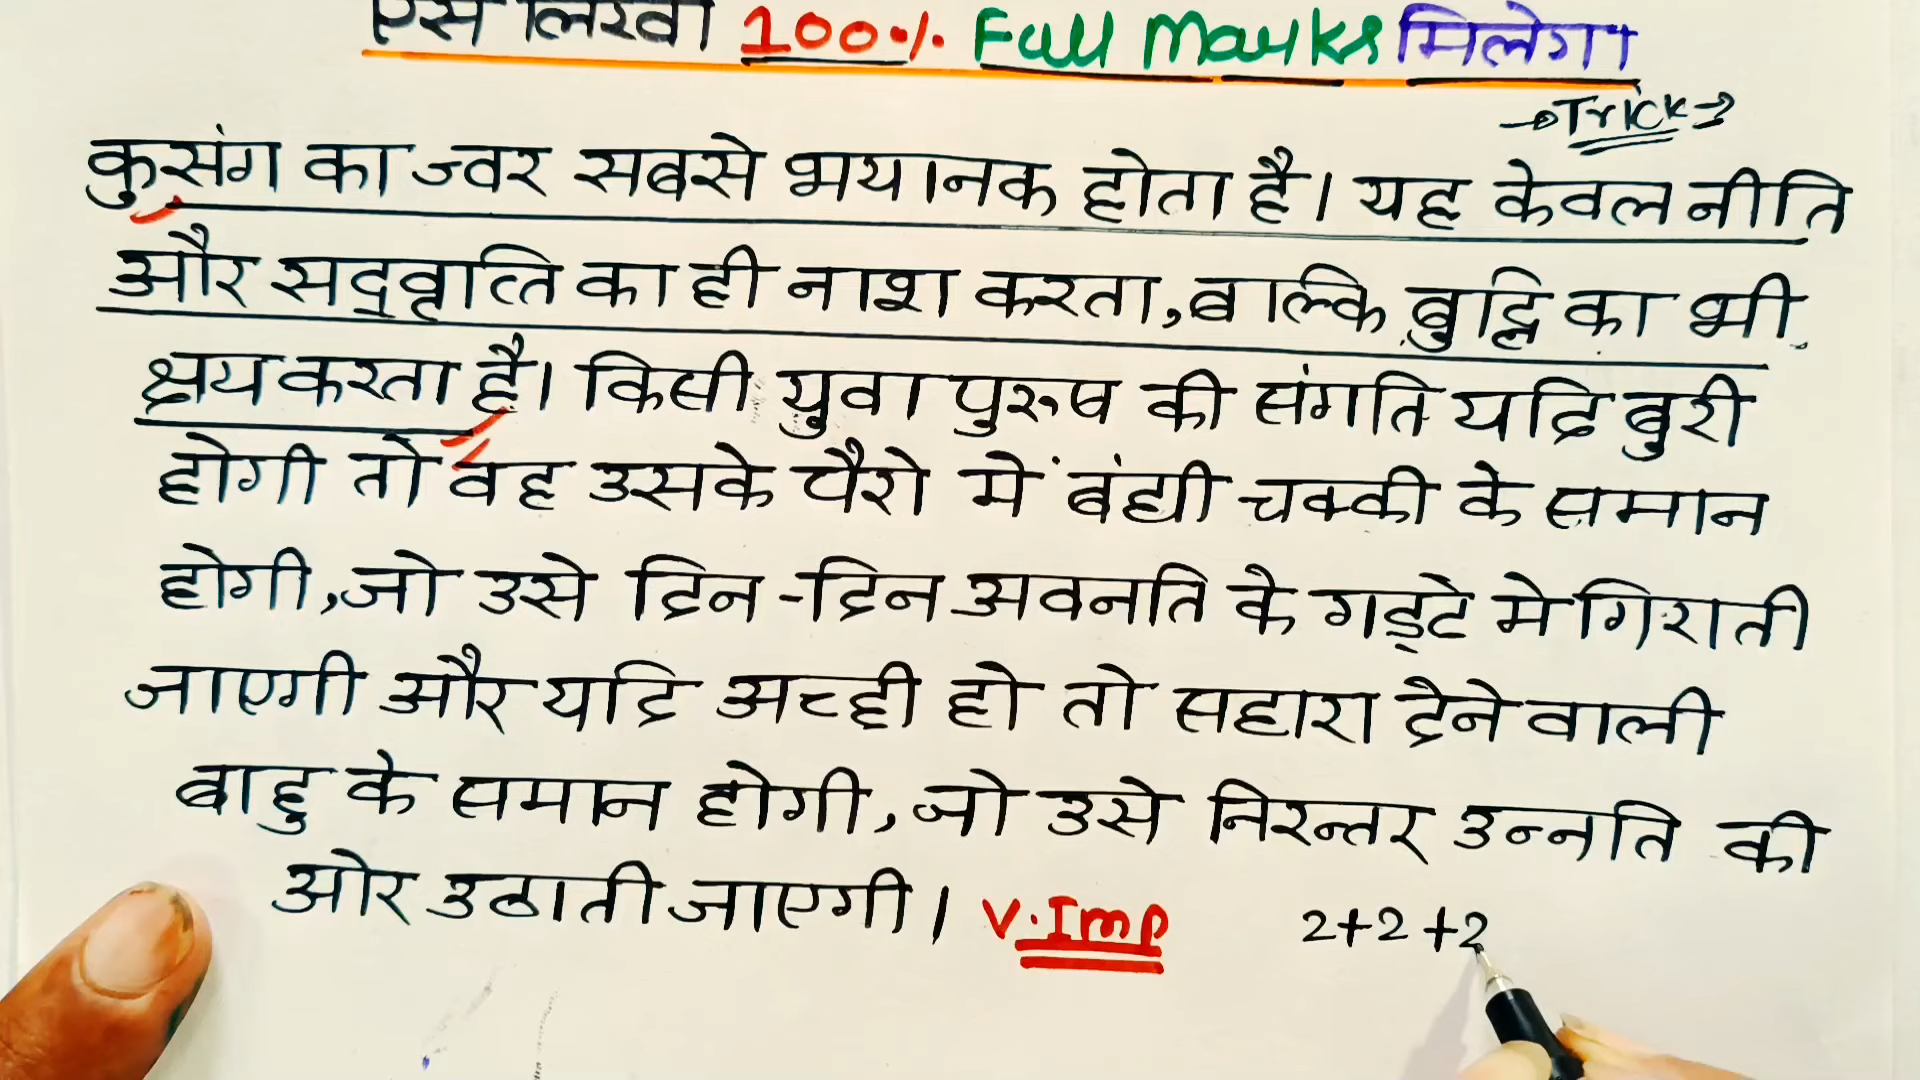 ऐसे लिखो 100% Full Marks मिलेगा
→Trick→
कुसंग का ज्वर सबसे भयानक होता है। यह केवल नीति
और सद्वृत्ति का ही नाश करता, बल्कि बुद्धि का भी
क्षय करता है। किसी युवा पुरुष की संगति यदि बुरी
होगी तो वह उसके पैरो में बंधी चक्की के समान
होगी, जो उसे दिन-दिन अवनति के गड्ढे मे गिराती
जाएगी और यदि अच्छी हो तो सहारा देने वाली
बाहु के समान होगी, जो उसे निरन्तर उन्नति की
ओर उठाती जाएगी। V. Imp 2+2+2